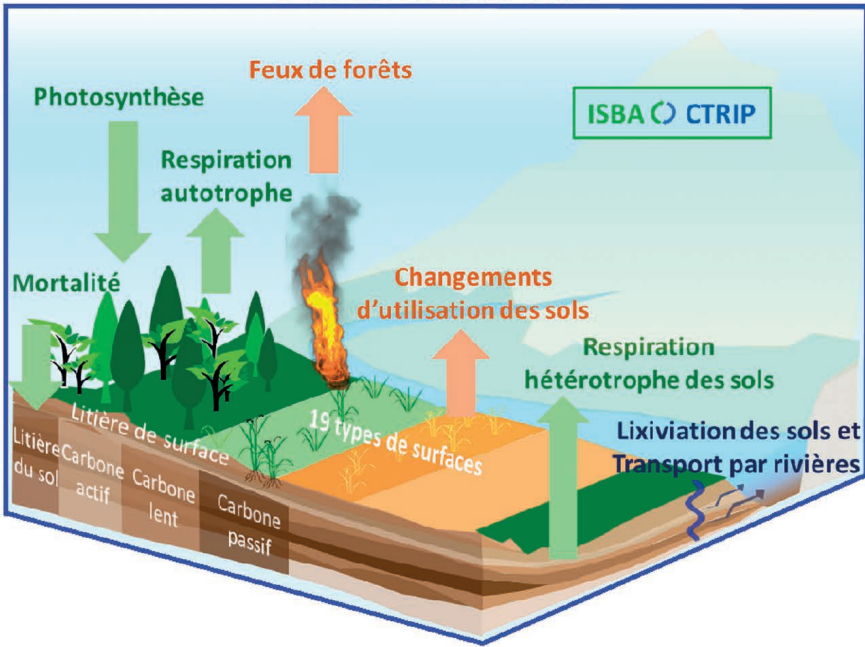 Feux de forêts
Photosynthèse
ISBA CTRIP
Respiration
autotrophe
Mortalité
Changements
d'utilisation des sols
Respiration
hétérotrophe des sols
Litière de surface
19 types de surfaces
Lixiviation des sols et
Transport par rivières
Litière
du sol
Carbone
actif
Carbone
lent
Carbone
passif